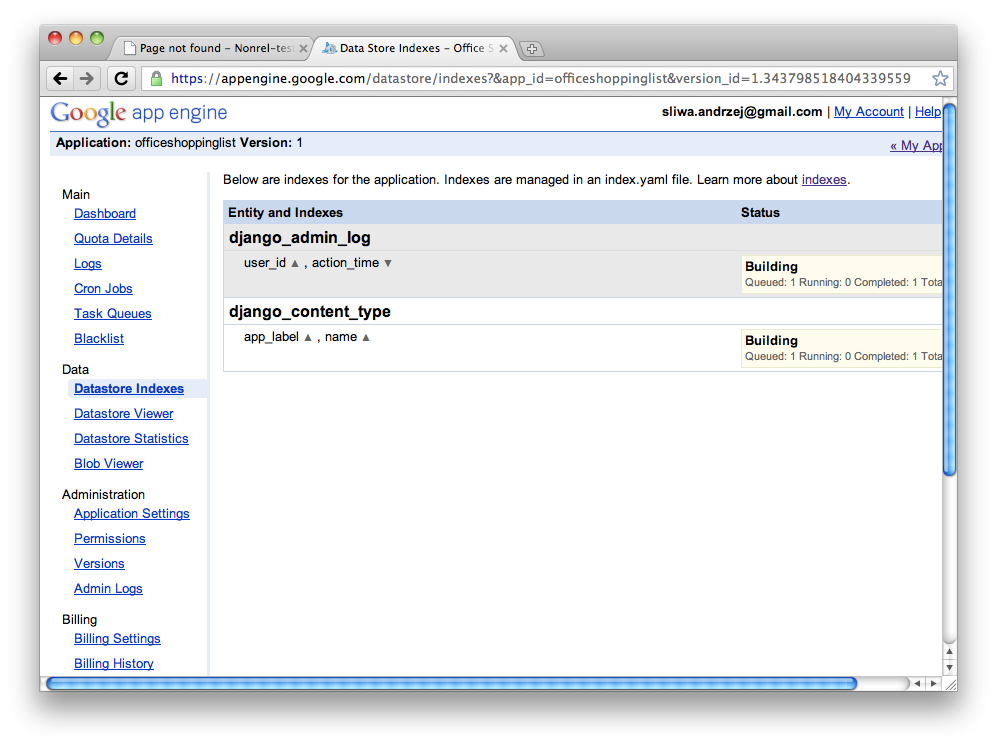 Page not found – Nonrel-tes
Data Store Indexes – Office S
https://appengine.google.com/datastore/indexes?&app_id=officeshoppinglist&version_id=1.343798518404339559
Google app engine
sliwa.andrzej@gmail.com | My Account | Help
Application: officeshoppinglist Version: 1
« My App
Main
Dashboard
Quota Details
Logs
Cron Jobs
Task Queues
Blacklist
Data
Datastore Indexes
Datastore Viewer
Datastore Statistics
Blob Viewer
Administration
Application Settings
Permissions
Versions
Admin Logs
Billing
Billing Settings
Billing History
Below are indexes for the application. Indexes are managed in an index.yaml file. Learn more about indexes.
Entity and Indexes Status
django_admin_log
user_id ▲ , action_time ▼
Building
Queued: 1 Running: 0 Completed: 1 Tota
django_content_type
app_label ▲ , name ▲
Building
Queued: 1 Running: 0 Completed: 1 Tota